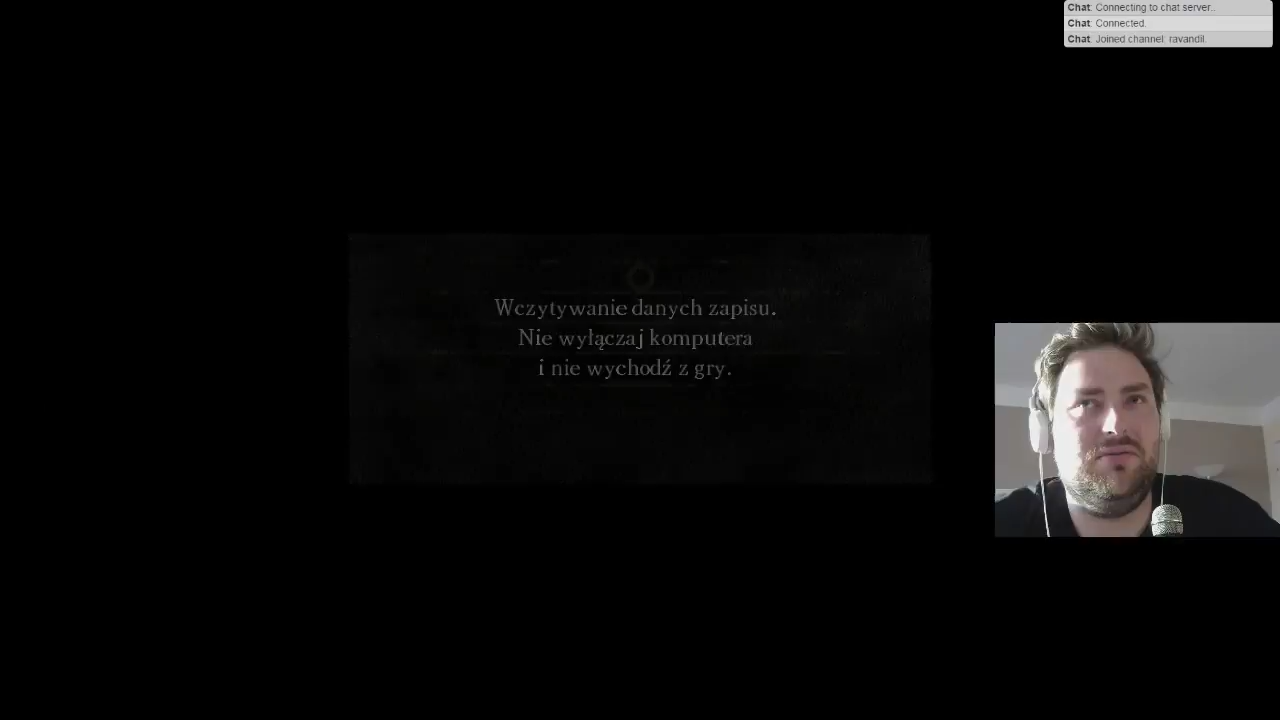 Chat: Connecting to chat server..
Chat: Connected.
Chat: Joined channel: ravandil.
Wczytywanie danych zapisu.
Nie wyłączaj komputera
i nie wychodź z gry.